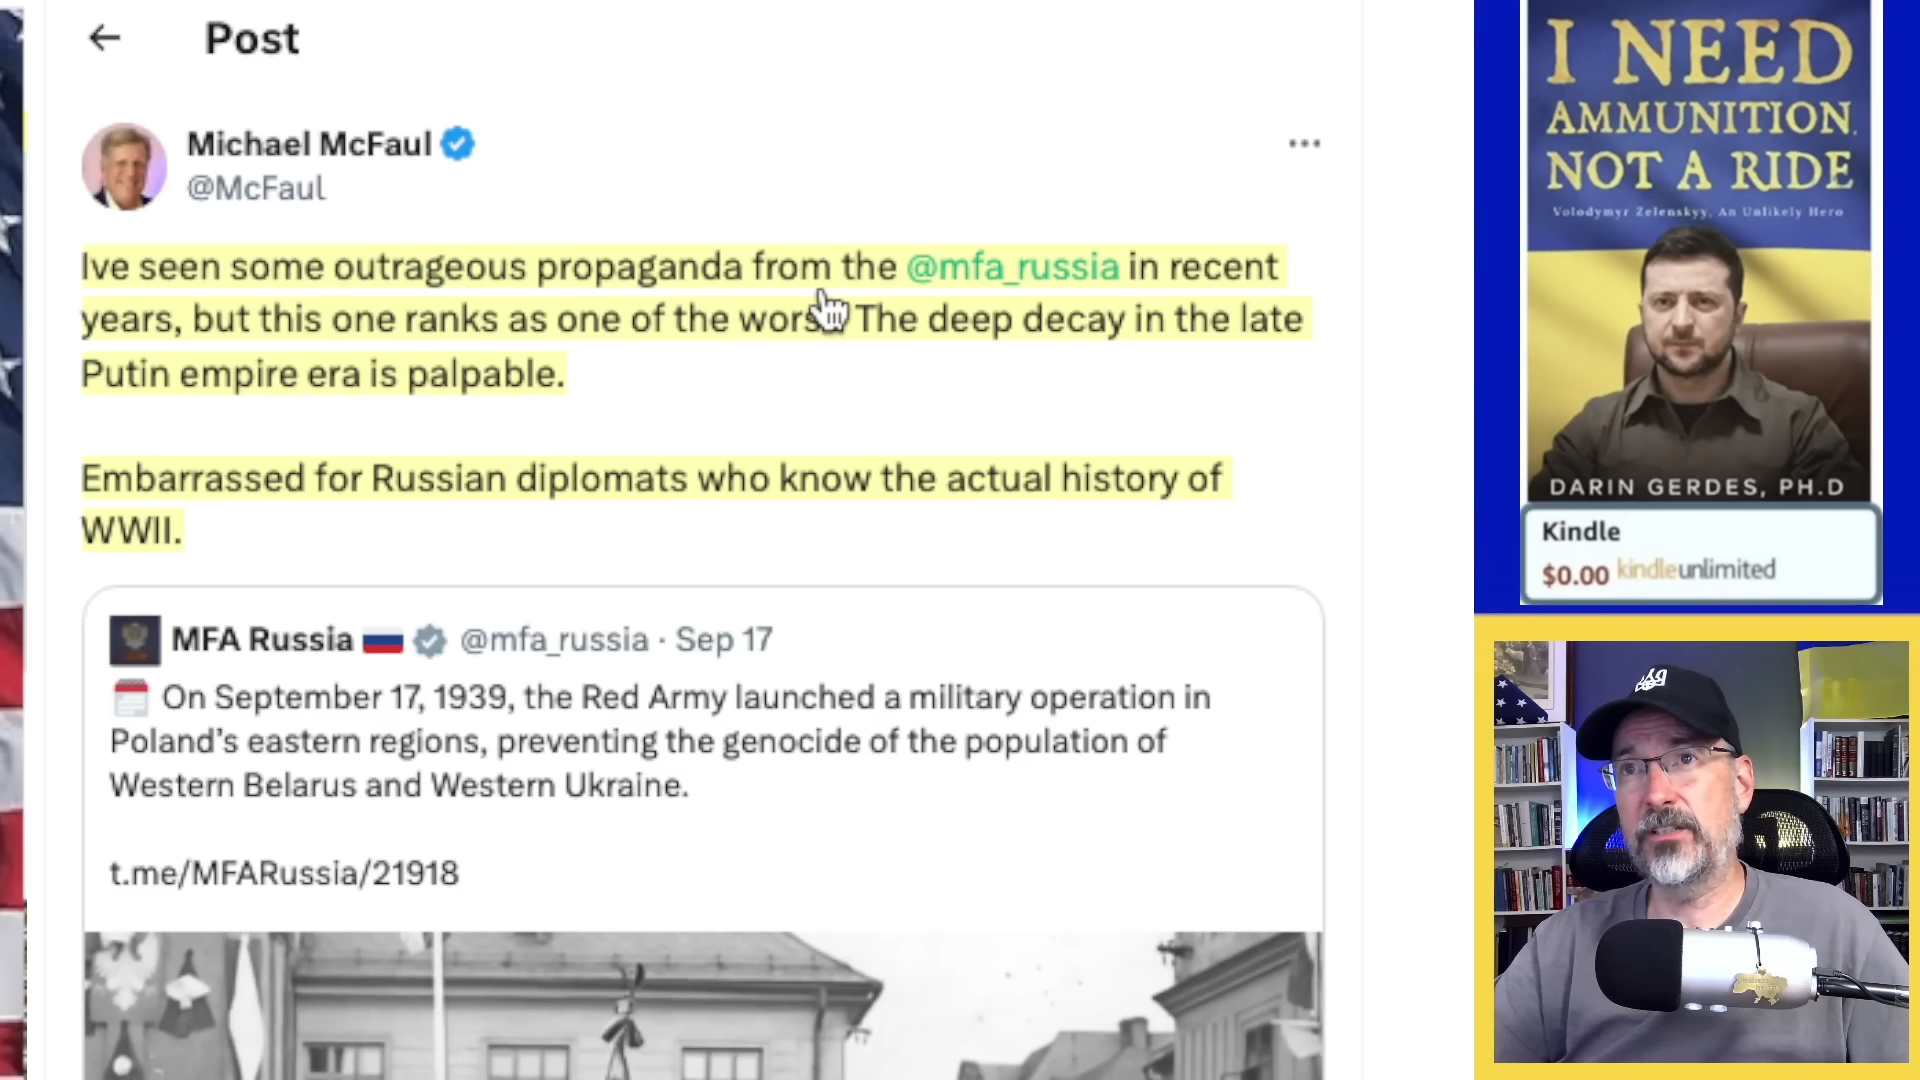 Post
Michael McFaul
@McFaul
Ive seen some outrageous propaganda from the @mfa_russia in recent
years, but this one ranks as one of the The deep decay in the late
Putin empire era is palpable.
Embarrassed for Russian diplomats who know the actual history of
WWII.
MFA Russia @mfa_russia · Sep 17
On September 17, 1939, the Red Army launched a military operation in
Poland's eastern regions, preventing the genocide of the population of
Western Belarus and Western Ukraine.
t.me/MFARussia/21918
I NEED
AMMUNITION,
NOT A RIDE
Volodymyr Zelenskyy, An Unlikely Hero
DARIN GERDES, PH.D
Kindle
$0.00 kindleunlimited